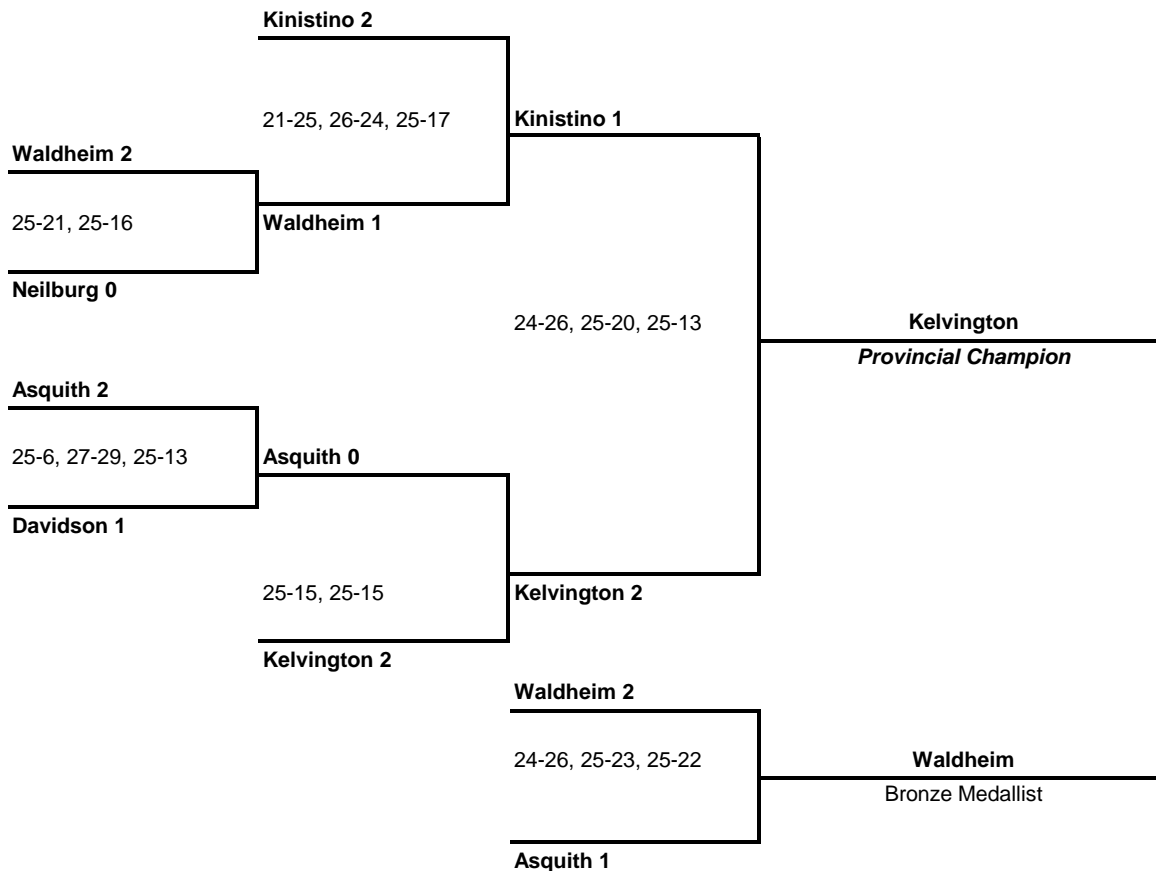 Kinistino 2
21-25, 26-24, 25-17
Kinistino 1
Waldheim 2
25-21, 25-16
Waldheim 1
Neilburg 0
24-26, 25-20, 25-13
Kelvington
Provincial Champion
Asquith 2
25-6, 27-29, 25-13
Asquith 0
Davidson 1
25-15, 25-15
Kelvington 2
Kelvington 2
Waldheim 2
24-26, 25-23, 25-22
Waldheim
Bronze Medallist
Asquith 1